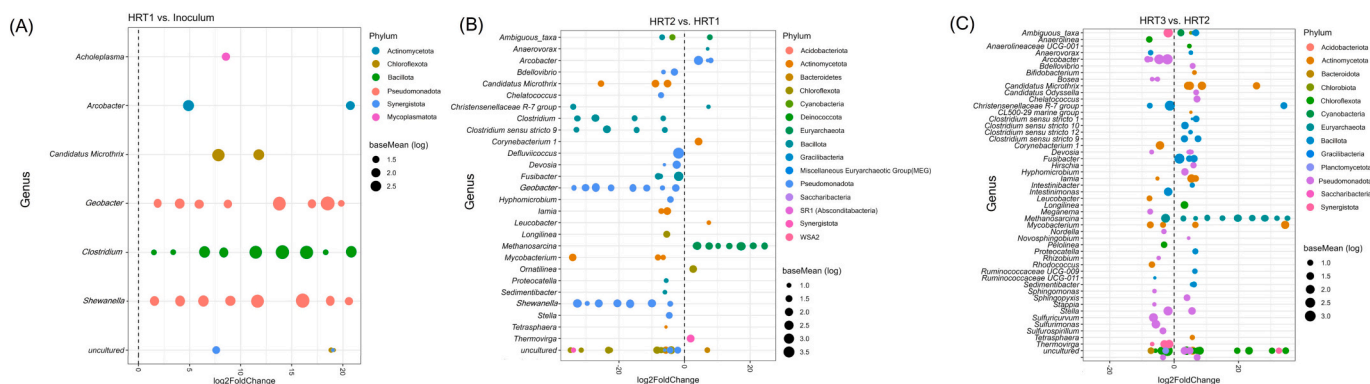 (A)
HRT1 vs. Inoculum
Genus
Acholeplasma
Arcobacter
Candidatus Microthrix
Geobacter
Clostridium
Shewanella
uncultured
0
5
10
15
20
log2FoldChange
Phylum
Actinomycetota
Chloroflexota
Bacillota
Pseudomonadota
Synergistota
Mycoplasmatota
baseMean (log)
1.5
2.0
2.5
(B)
HRT2 vs. HRT1
Genus
Ambiguous_taxa
Anaerovorax
Arcobacter
Bdellovibrio
Candidatus Microthrix
Chelatococcus
Christensenellaceae R-7 group
Clostridium
Clostridium sensu stricto 9
Corynebacterium 1
Defluviicoccus
Devosia
Fusibacter
Geobacter
Hyphomicrobium
Iamia
Leucobacter
Longilinea
Methanosarcina
Mycobacterium
Ornatilinea
Proteocatella
Sedimentibacter
Shewanella
Stella
Tetrasphaera
Thermovirga
uncultured
-20
0
20
log2FoldChange
Phylum
Acidobacteriota
Actinomycetota
Bacteroidetes
Chloroflexota
Cyanobacteria
Deinococcota
Euryarchaeota
Bacillota
Gracilibacteria
Miscellaneous Euryarchaeotic Group(MEG)
Pseudomonadota
Saccharibacteria
SR1 (Absconditabacteria)
Synergistota
WSA2
baseMean (log)
1.0
1.5
2.0
2.5
3.0
3.5
(C)
HRT3 vs. HRT2
Genus
Ambiguous_taxa
Anaerolinea
Anaerolineaceae UCG-001
Anaerovorax
Arcobacter
Bdellovibrio
Bifidobacterium
Bosea
Candidatus Microthrix
Candidatus Odyssella
Chelatococcus
Christensenellaceae R-7 group
CL500-29 marine group
Clostridium sensu stricto 1
Clostridium sensu stricto 10
Clostridium sensu stricto 12
Clostridium sensu stricto 9
Corynebacterium 1
Devosia
Fusibacter
Hirschia
Hyphomicrobium
Iamia
Intestinibacter
Intestinimonas
Leucobacter
Longilinea
Meganema
Methanosarcina
Mycobacterium
Nordella
Novosphingobium
Pelolinea
Proteocatella
Rhizobium
Rhodococcus
Ruminococcaceae UCG-009
Ruminococcaceae UCG-011
Sedimentibacter
Sphingomonas
Sphingopyxis
Stappia
Stella
Sulfuricurvum
Sulfurimonas
Sulfurospirillum
Tetrasphaera
Thermovirga
uncultured
-20
0
20
log2FoldChange
Phylum
Acidobacteriota
Actinomycetota
Bacteroidota
Chlorobiota
Chloroflexota
Cyanobacteria
Euryarchaeota
Bacillota
Gracilibacteria
Planctomycetota
Pseudomonadota
Saccharibacteria
Synergistota
baseMean (log)
1.0
1.5
2.0
2.5
3.0